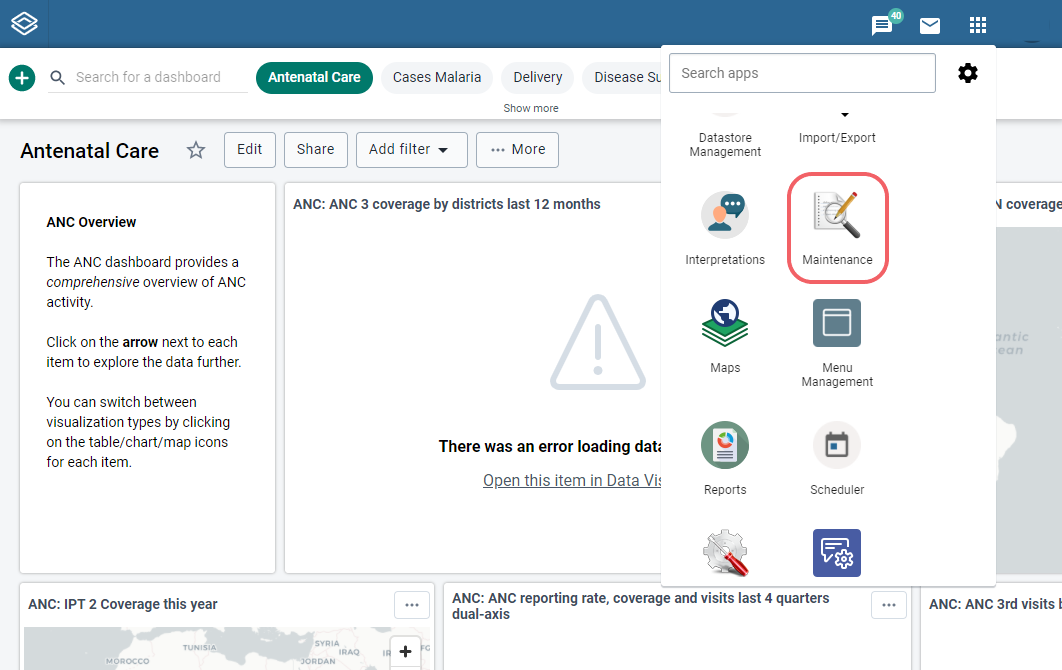 40
Search for a dashboard
Antenatal Care
Cases Malaria
Delivery
Disease Su
Show more
Search apps
Antenatal Care
Edit
Share
Add filter
More
Datastore
Management
Import/Export
Interpretations
Maintenance
Maps
Menu
Management
Reports
Scheduler
ANC Overview
The ANC dashboard provides a
comprehensive overview of ANC
activity.
Click on the arrow next to each
item to explore the data further.
You can switch between
visualization types by clicking
on the table/chart/map icons
for each item.
ANC: ANC 3 coverage by districts last 12 months
There was an error loading data
Open this item in Data Vis
N coverage
antic
ean
ANC: IPT 2 Coverage this year
MOROCCO
TUNISIA
SYRIA
IRAQ
JORDAN
ANC: ANC reporting rate, coverage and visits last 4 quarters
dual-axis
ANC: ANC 3rd visits b